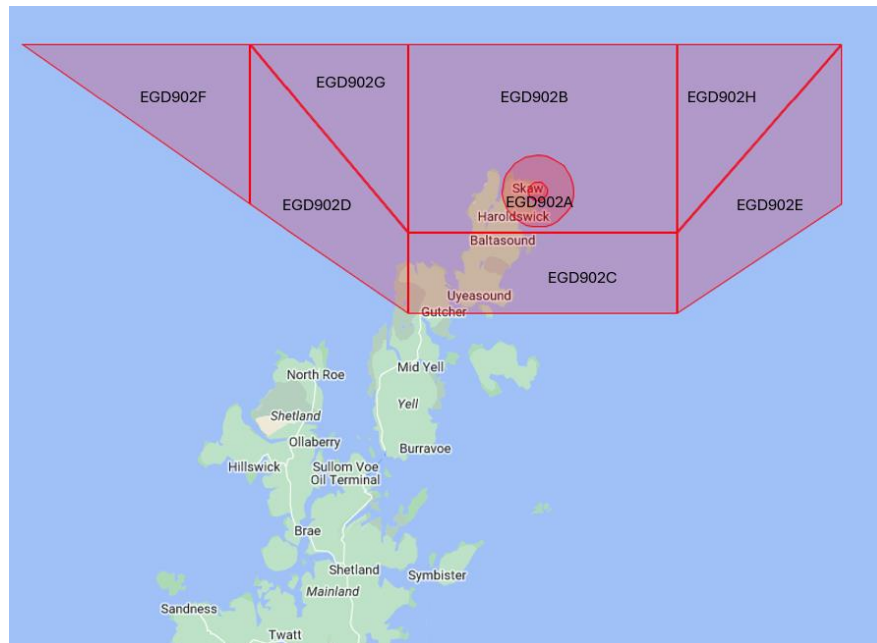 EGD902F
EGD902G
EGD902B
EGD902H
Skaw
EGD902A
EGD902D
EGD902E
Haroldswick
Baltasound
EGD902C
Uyeasound
Gutcher
Mid Yell
North Roe
Yell
Shetland
Ollaberry
Burravoe
Hillswick
Sullom Voe
Oil Terminal
Brae
Shetland
Symbister
Mainland
Sandness
Twatt